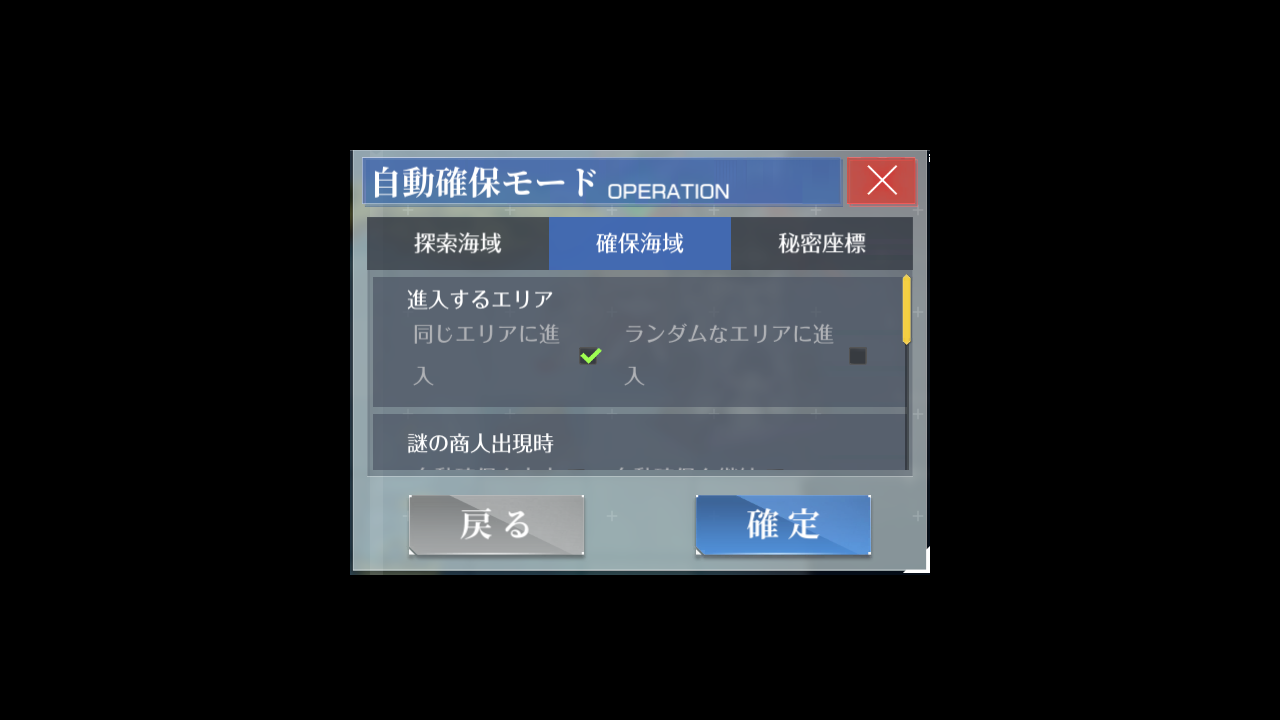 自動確保モード OPERATION
探索海域 確保海域 秘密座標
進入するエリア
同じエリアに進入 ランダムなエリアに進入
謎の商人出現時
戻る 確定